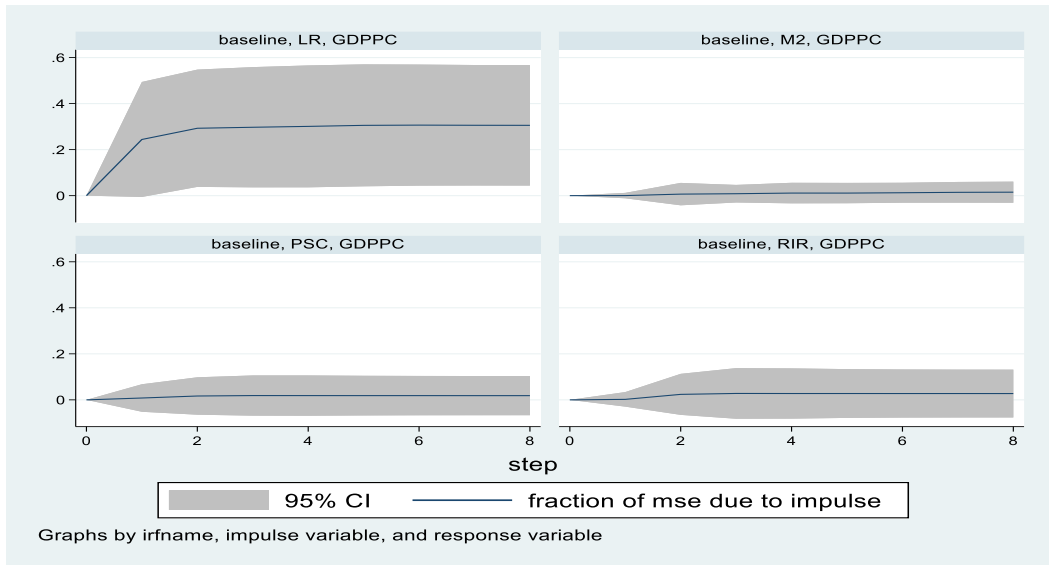 baseline, LR, GDPPC
baseline, M2, GDPPC
.6
.4
.2
0
baseline, PSC, GDPPC
baseline, RIR, GDPPC
.6
.4
.2
0
0 2 4 6 8
0 2 4 6 8
step
95% CI
fraction of mse due to impulse
Graphs by irfname, impulse variable, and response variable